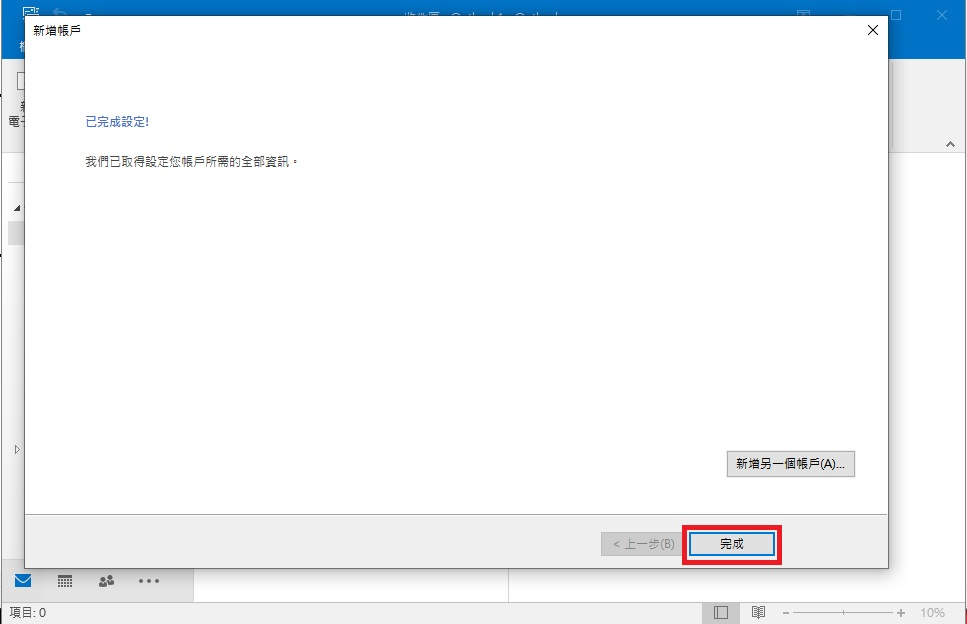 新增帳戶
已完成設定!
我們已取得設定您帳戶所需的全部資訊。
新增另一個帳戶(A)...
< 上一步(B)
完成
項目: 0
10%